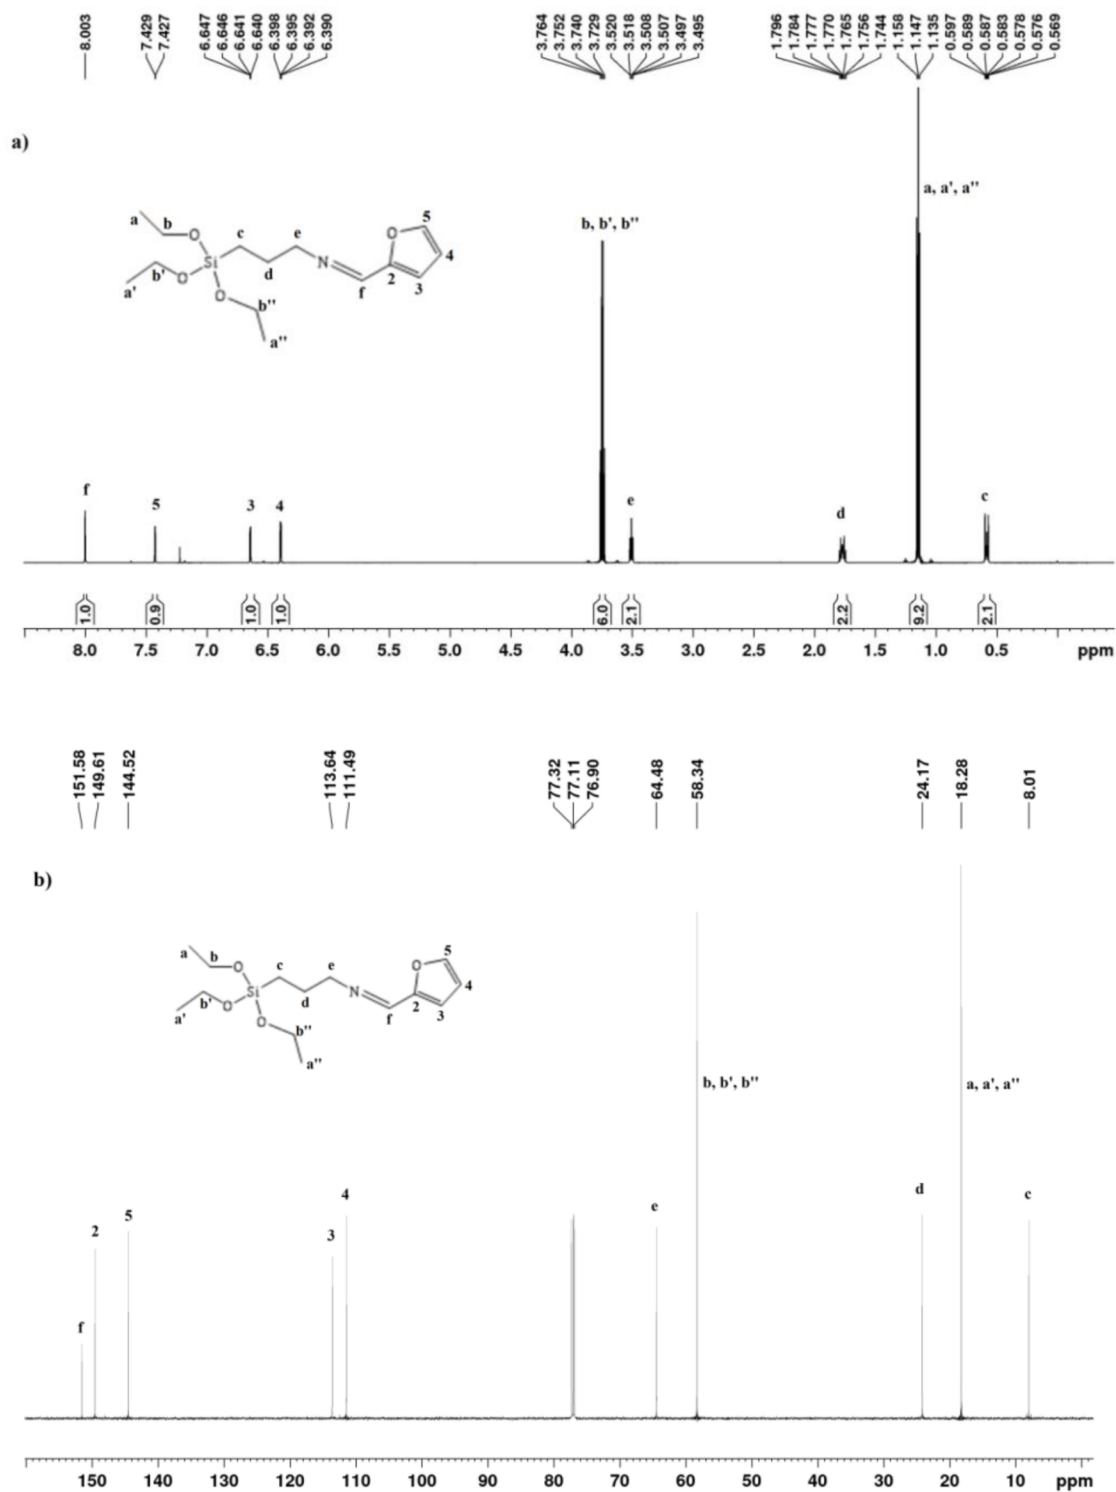 8.003 7.429 7.427 6.647 6.646 6.641 6.640 6.398 6.395 6.392 6.390 3.764 3.752 3.740 3.729 3.520 3.518 3.508 3.507 3.497 3.495 1.796 1.784 1.777 1.770 1.765 1.756 1.744 1.158 1.147 1.135 0.597 0.589 0.587 0.583 0.578 0.576 0.569
a)
a, a', a"
a b O c e O 5
b, b', b"
Si N 4
a' b' O d 2 3
O b'' f
a''
f 5 3 4 e d c
1.0 0.9 1.0 1.0 6.0 2.1 2.2 9.2 2.1
8.0 7.5 7.0 6.5 6.0 5.5 5.0 4.5 4.0 3.5 3.0 2.5 2.0 1.5 1.0 0.5 ppm
151.58 149.61 144.52 113.64 111.49 77.32 77.11 76.90 64.48 58.34 24.17 18.28 8.01
b)
a b O c e O 5
Si N 4
a' b' O d 2 3
O b'' f
a''
b, b', b" a, a', a"
f 2 5 3 4 e d c
150 140 130 120 110 100 90 80 70 60 50 40 30 20 10 ppm